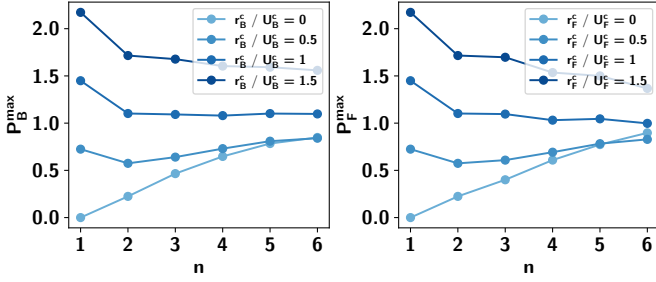 r_B^c / U_B^c = 0
r_B^c / U_B^c = 0.5
r_B^c / U_B^c = 1
r_B^c / U_B^c = 1.5
2.0
1.5
1.0
0.5
0.0
P_B^max
1 2 3 4 5 6
n
r_F^c / U_F^c = 0
r_F^c / U_F^c = 0.5
r_F^c / U_F^c = 1
r_F^c / U_F^c = 1.5
2.0
1.5
1.0
0.5
0.0
P_F^max
1 2 3 4 5 6
n